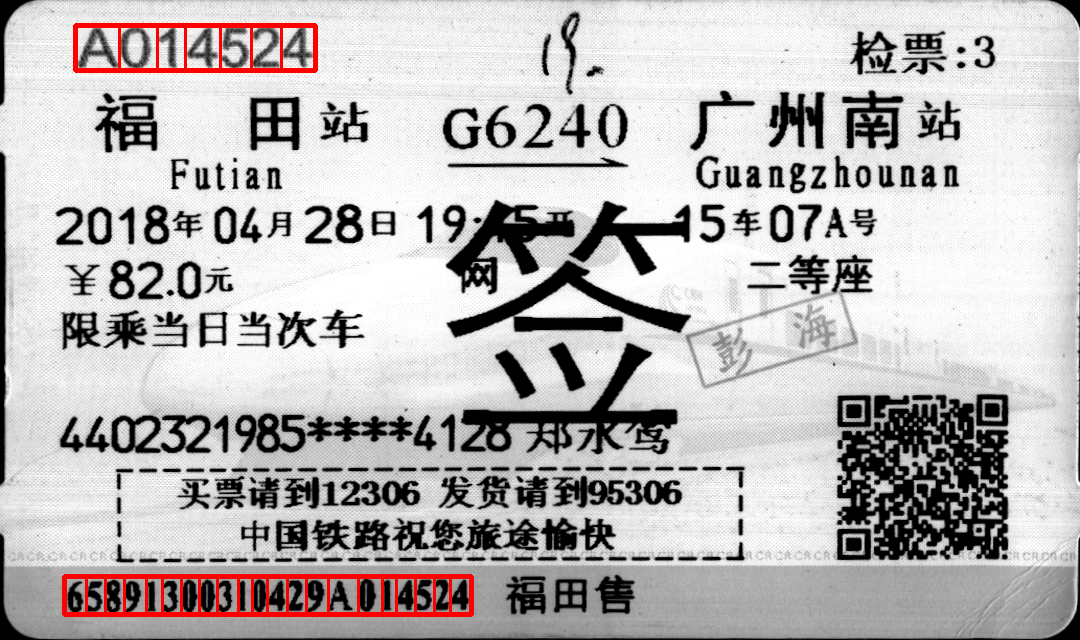 A014524
19.
检票:3
福田站 G6240 广州南站
Futian Guangzhounan
2018年04月28日 19:45开 15车07A号
¥82.0元 网 二等座
限乘当日当次车
签
彭海
4402321985****4128 郑永鸾
买票请到12306 发货请到95306
中国铁路祝您旅途愉快
CRCRCRCRCRCRCRCRCRCR
65891300310429A014524 福田售